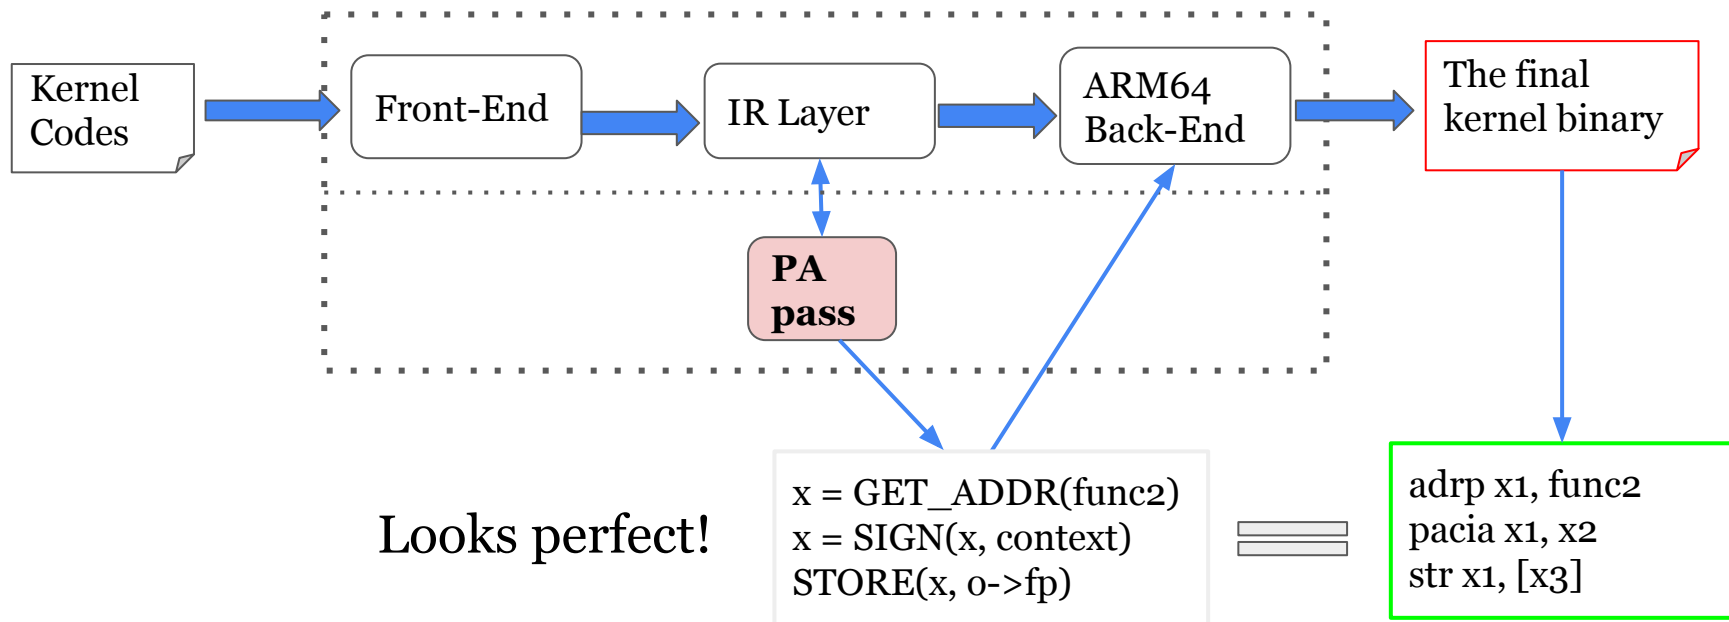 Kernel
Codes
Front-End
IR Layer
ARM64
Back-End
The final
kernel binary
PA
pass
Looks perfect!
x = GET_ADDR(func2)
x = SIGN(x, context)
STORE(x, o->fp)
adrp x1, func2
pacia x1, x2
str x1, [x3]